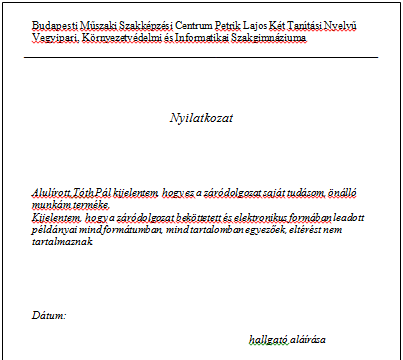 Budapesti Műszaki Szakképzési Centrum Petrik Lajos Két Tanítási Nyelvű
Vegyipari, Környezetvédelmi és Informatikai Szakgimnáziuma
Nyilatkozat
Alulírott Tóth Pál kijelentem, hogy ez a záródolgozat saját tudásom, önálló
munkám terméke.
Kijelentem, hogy a záródolgozat beköttetett és elektronikus formában leadott
példányai mind formátumban, mind tartalomban egyezőek, eltérést nem
tartalmaznak.
Dátum:
hallgató aláírása